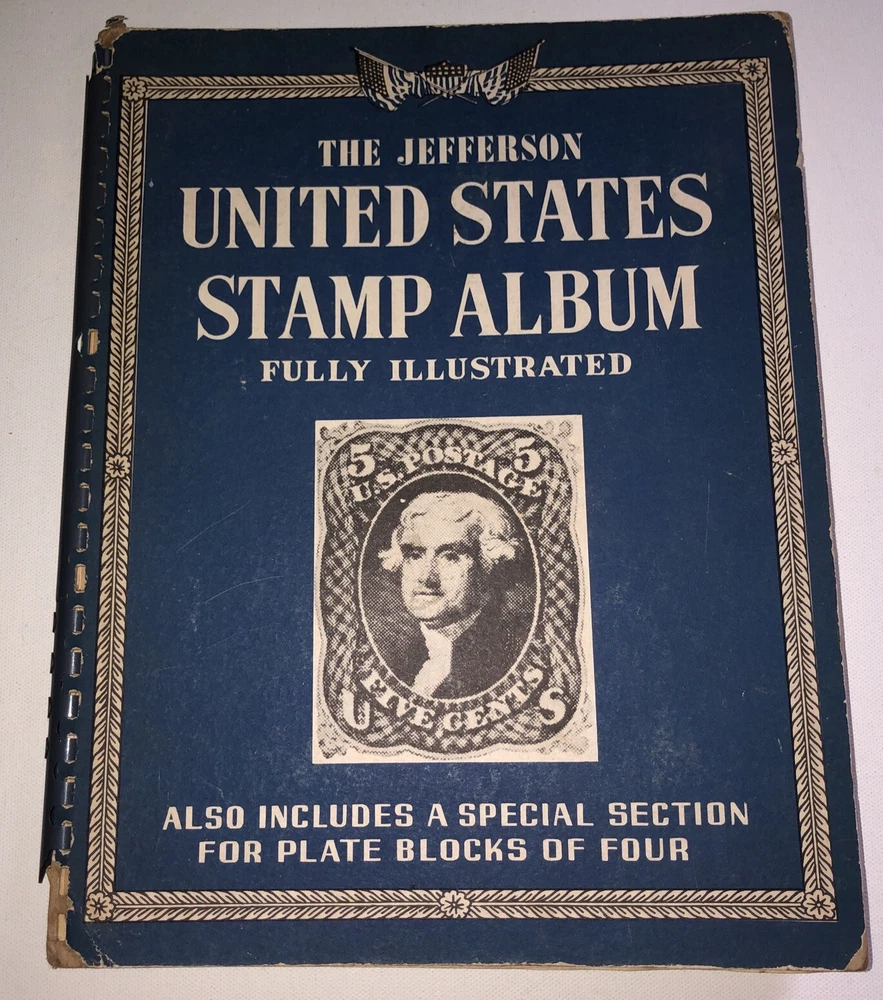 THE JEFFERSON
UNITED STATES
STAMP ALBUM
FULLY ILLUSTRATED
5 5
U.S. POSTAGE
FIVE CENTS
U S
ALSO INCLUDES A SPECIAL SECTION
FOR PLATE BLOCKS OF FOUR